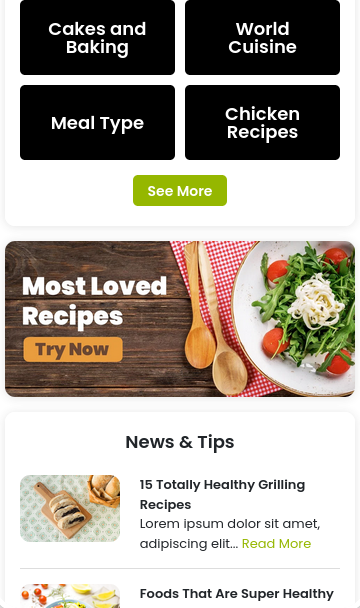 Cakes and
Baking
World
Cuisine
Meal Type
Chicken
Recipes
See More
Most Loved
Recipes
Try Now
News & Tips
15 Totally Healthy Grilling
Recipes
Lorem ipsum dolor sit amet,
adipiscing elit... Read More
Foods That Are Super Healthy